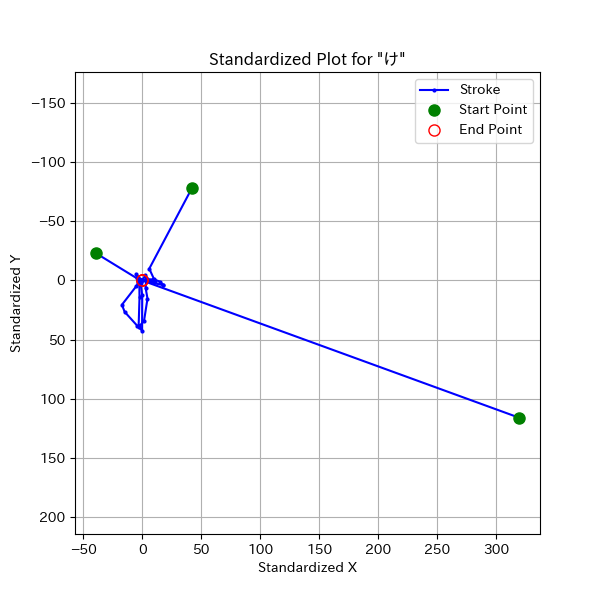 Standardized Plot for "け"
Stroke
Start Point
End Point
−150
−100
−50
0
50
100
150
200
Standardized Y
−50 0 50 100 150 200 250 300
Standardized X